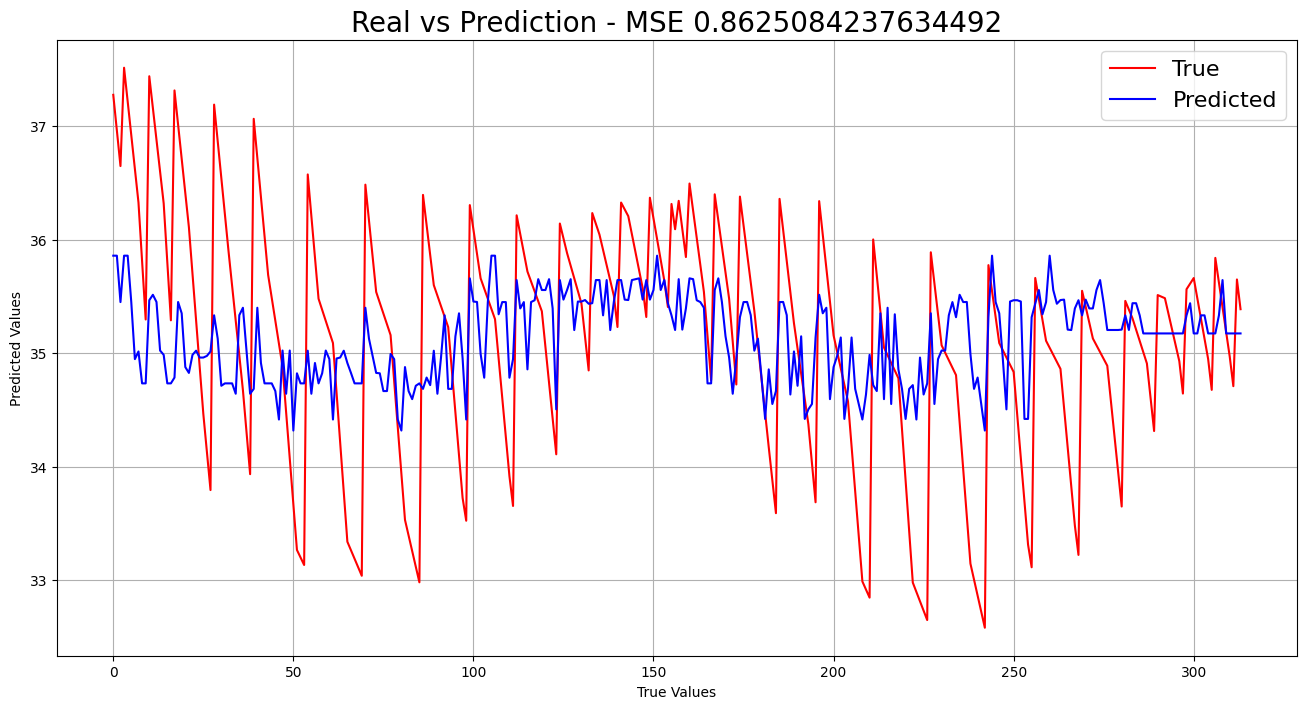 Real vs Prediction - MSE 0.8625084237634492
True
Predicted
37
36
35
34
33
Predicted Values
0 50 100 150 200 250 300
True Values